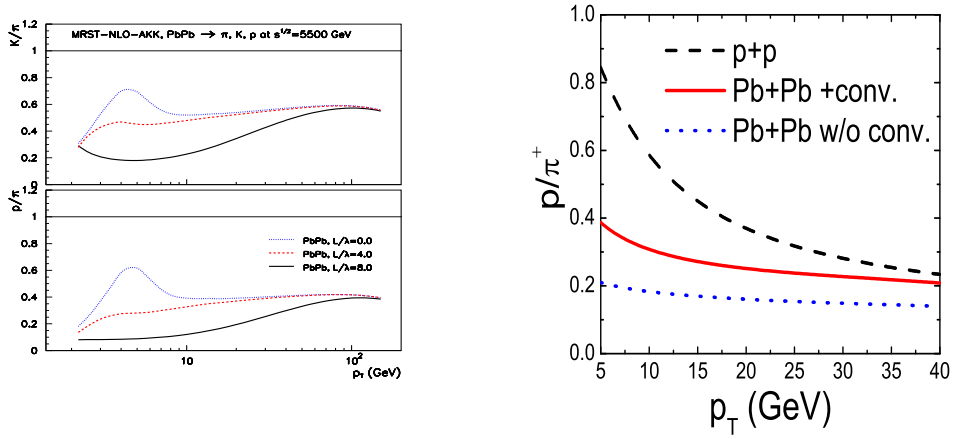 K/π
1.2
1
0.8
0.6
0.4
0.2
0
MRST-NLO-AKK, PbPb → π, K, p at s^{1/2}=5500 GeV
p/π
1.2
1
0.8
0.6
0.4
0.2
0
PbPb, L/λ=0.0
PbPb, L/λ=4.0
PbPb, L/λ=8.0
10
10²
p_T (GeV)
p/π⁺
1.0
0.8
0.6
0.4
0.2
0.0
p+p
Pb+Pb +conv.
Pb+Pb w/o conv.
5 10 15 20 25 30 35 40
p_T (GeV)